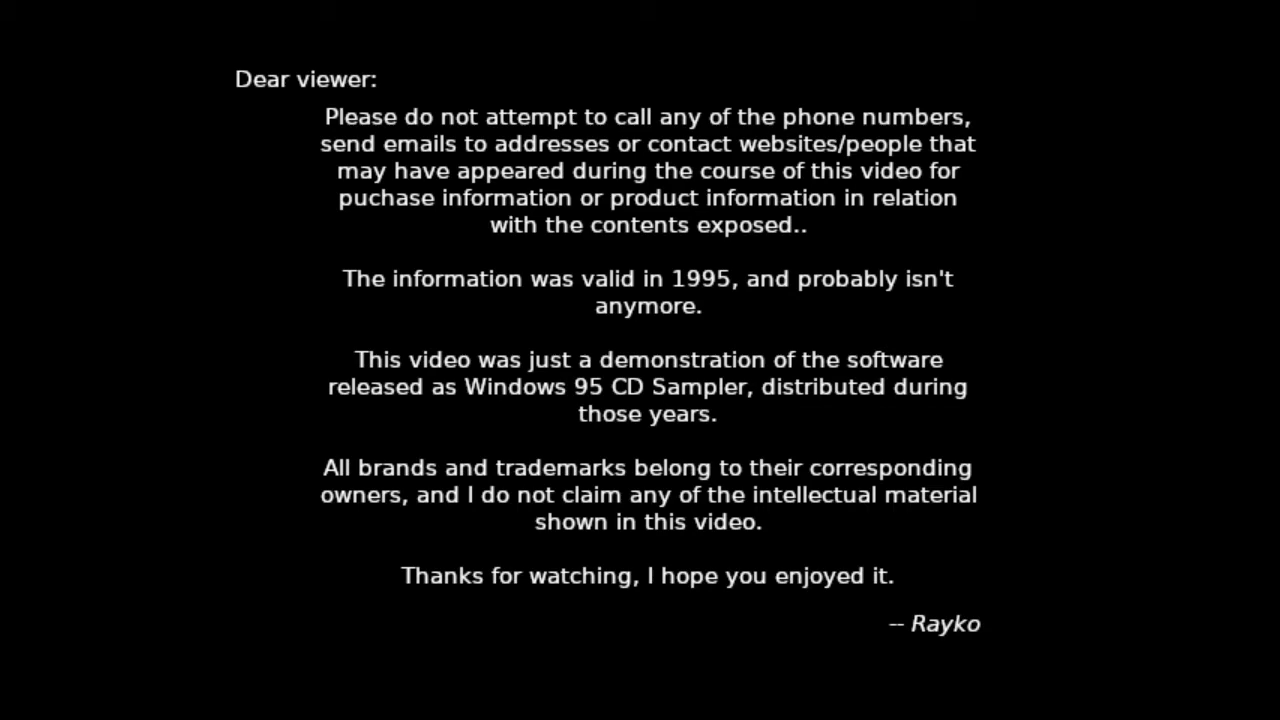 Dear viewer:
Please do not attempt to call any of the phone numbers,
send emails to addresses or contact websites/people that
may have appeared during the course of this video for
puchase information or product information in relation
with the contents exposed..
The information was valid in 1995, and probably isn't
anymore.
This video was just a demonstration of the software
released as Windows 95 CD Sampler, distributed during
those years.
All brands and trademarks belong to their corresponding
owners, and I do not claim any of the intellectual material
shown in this video.
Thanks for watching, I hope you enjoyed it.
-- Rayko